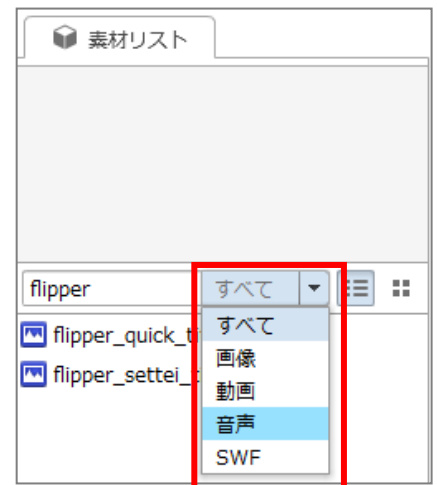 素材リスト
flipper すべて
flipper_quick_t すべて
画像
flipper_settei_ 動画
音声
SWF